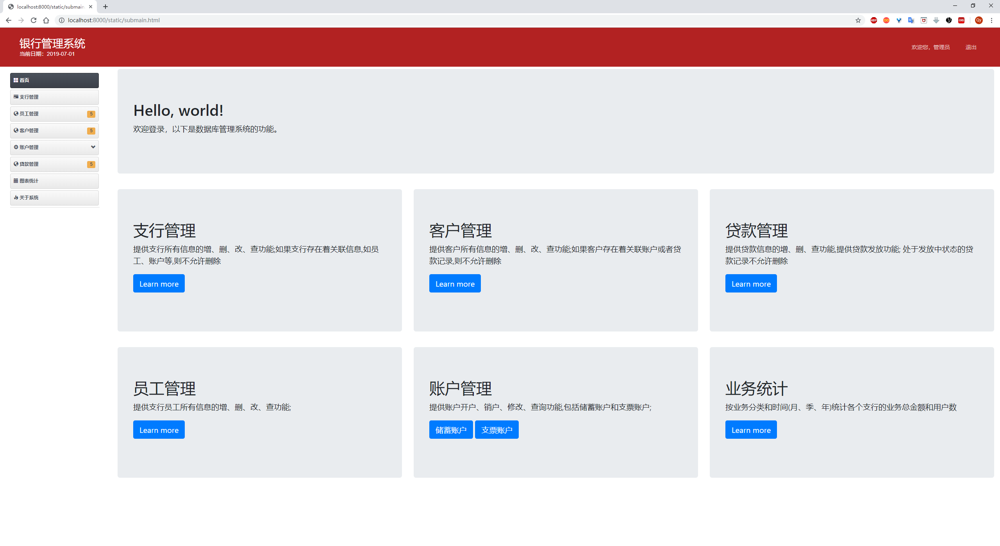 localhost:8000/static/submain
localhost:8000/static/submain.html
ABP
CORS
Qy
银行管理系统
当前日期：2019-07-01
欢迎您，管理员
退出
首页
支行管理
员工管理 5
客户管理 5
账户管理
贷款管理 5
图表统计
关于系统
Hello, world!
欢迎登录，以下是数据库管理系统的功能。
支行管理
提供支行所有信息的增、删、改、查功能;如果支行存在着关联信息,如员
工、账户等,则不允许删除
Learn more
客户管理
提供客户所有信息的增、删、改、查功能;如果客户存在着关联账户或者贷
款记录,则不允许删除
Learn more
贷款管理
提供贷款信息的增、删、查功能,提供贷款发放功能; 处于发放中状态的贷
款记录不允许删除
Learn more
员工管理
提供支行员工所有信息的增、删、改、查功能;
Learn more
账户管理
提供账户开户、销户、修改、查询功能,包括储蓄账户和支票账户;
储蓄账户 支票账户
业务统计
按业务分类和时间(月、季、年)统计各个支行的业务总金额和用户数
Learn more